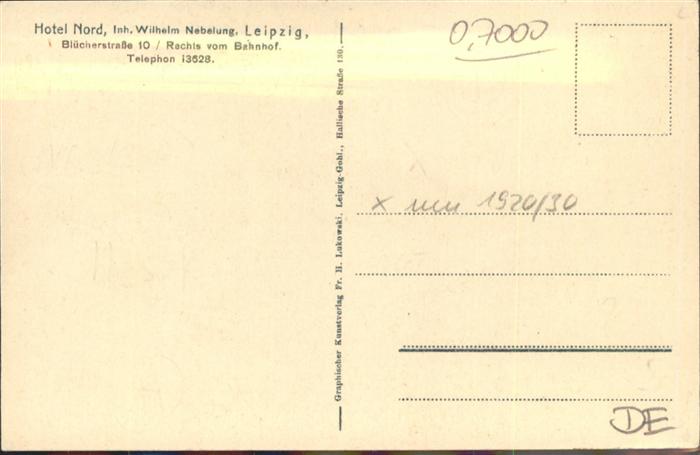 Hotel Nord, Inh. Wilhelm Nebelung, Leipzig,
Blücherstraße 10 / Rechts vom Bahnhof.
Telephon 13628.
Graphischer Kunstverlag Fr. H. Lukowski, Leipzig-Gohl., Hallische Straße 130.
0,7000
x um 1920/30
DE